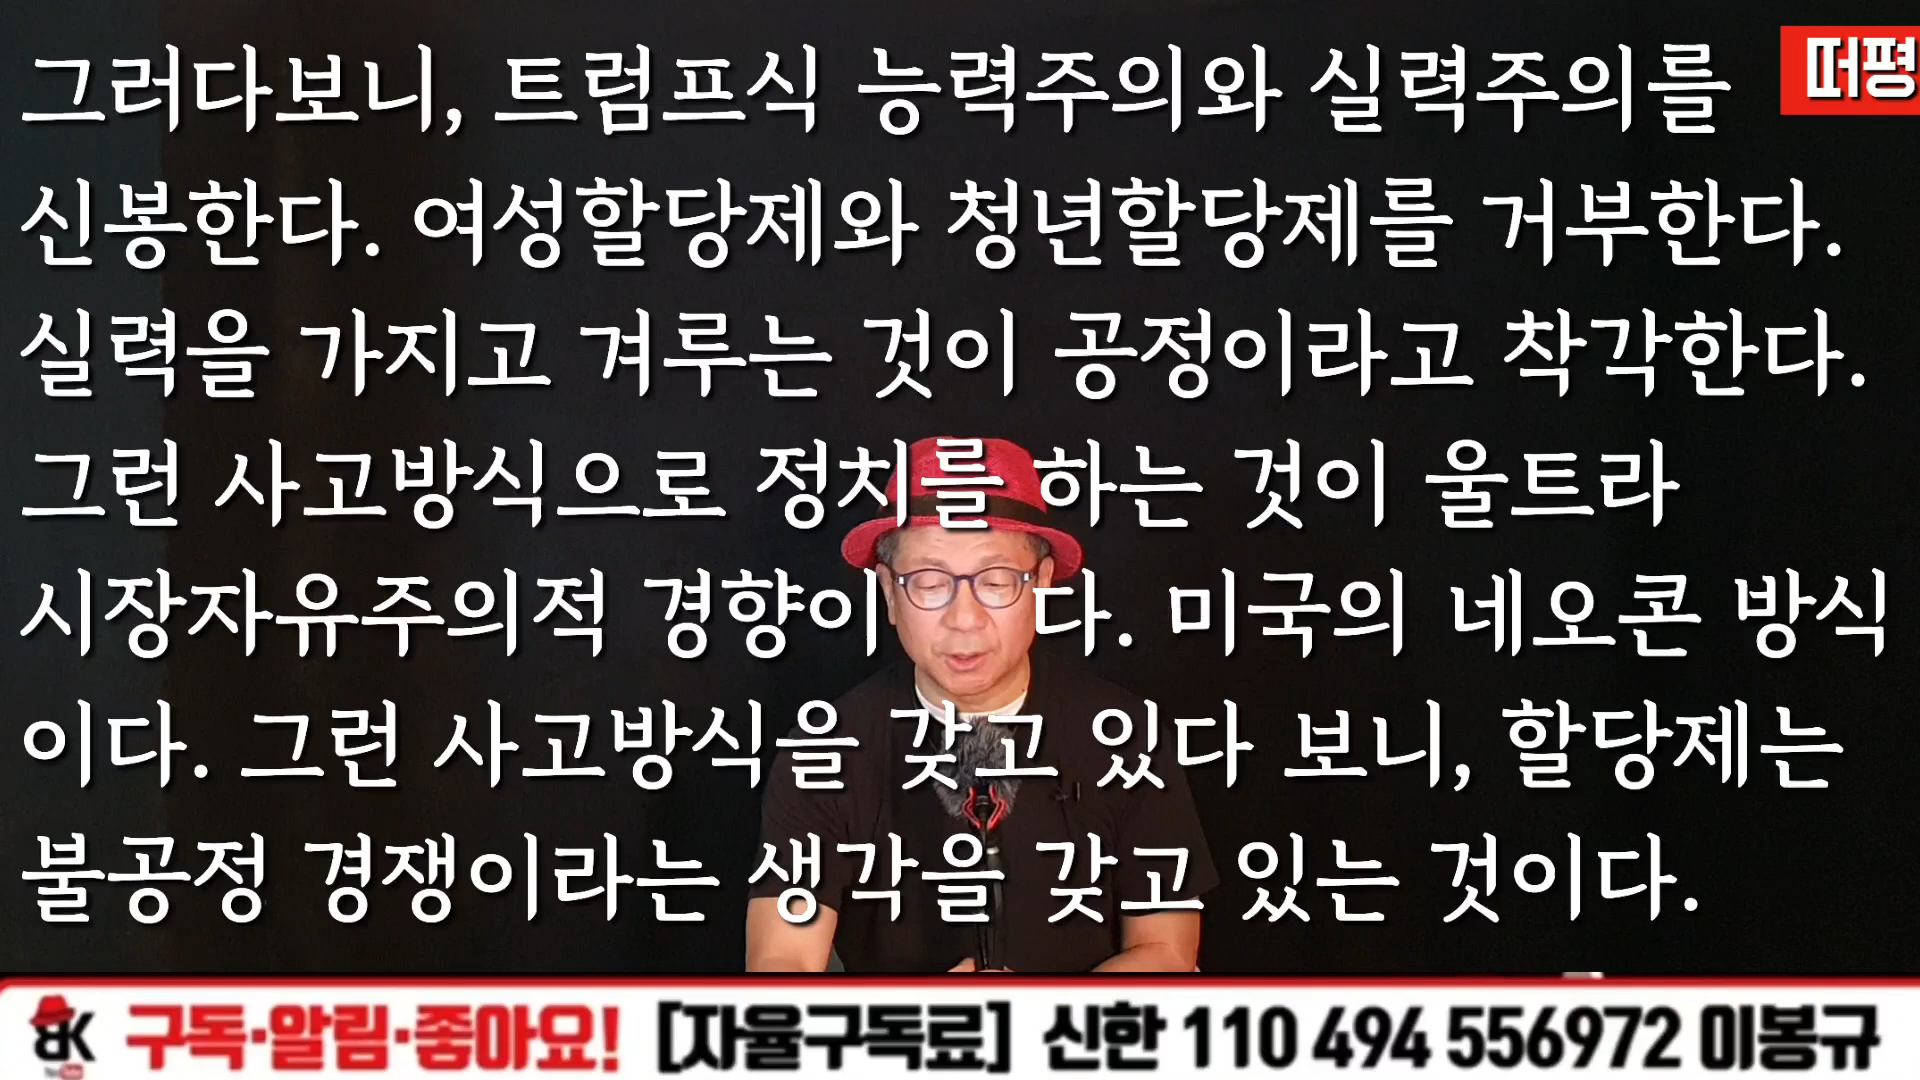 그러다보니, 트럼프식 능력주의와 실력주의를
떠평
신봉한다. 여성할당제와 청년할당제를 거부한다.
실력을 가지고 겨루는 것이 공정이라고 착각한다.
그런 사고방식으로 정치를 하는 것이 울트라
시장자유주의적 경향이 다. 미국의 네오콘 방식
이다. 그런 사고방식을 갖고 있다 보니, 할당제는
불공정 경쟁이라는 생각을 갖고 있는 것이다.
BK 구독·알림·좋아요! [자율구독료] 신한 110 494 556972 이봉규